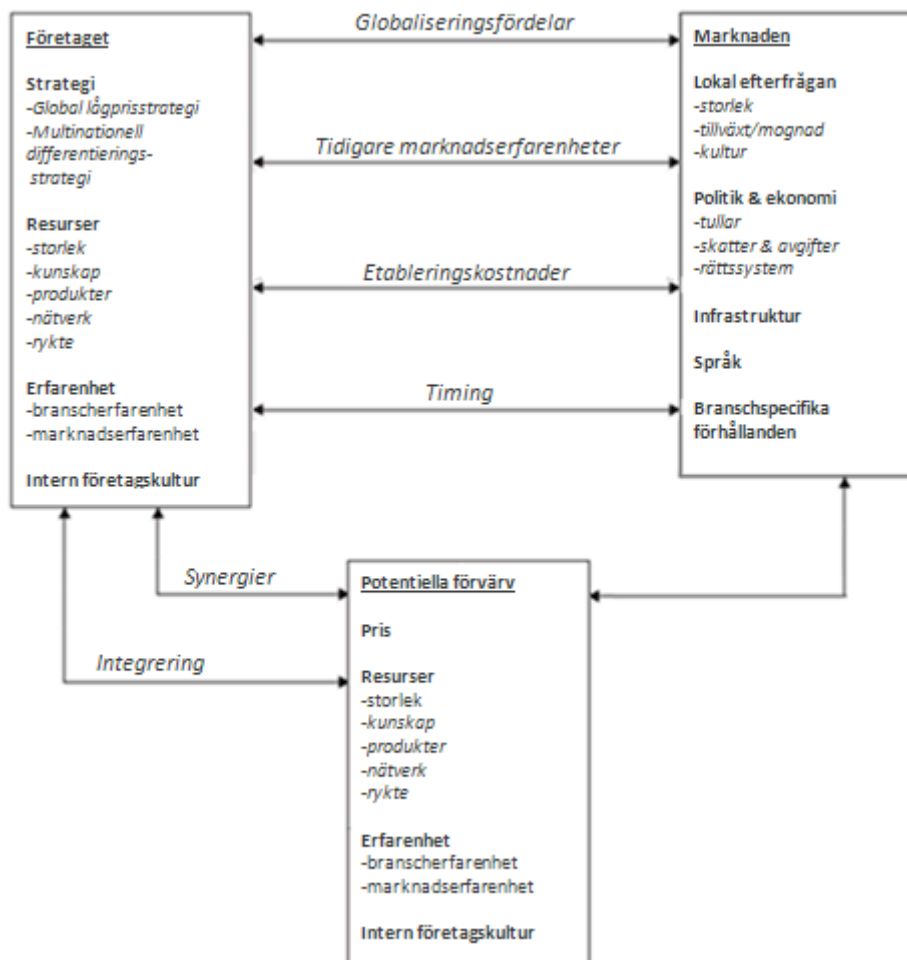 Företaget
Strategi
-Global lågprisstrategi
-Multinationell
differentierings-
strategi
Resurser
-storlek
-kunskap
-produkter
-nätverk
-rykte
Erfarenhet
-branscherfarenhet
-marknadserfarenhet
Intern företagskultur
Globaliseringsfördelar
Tidigare marknadserfarenheter
Etableringskostnader
Timing
Marknaden
Lokal efterfrågan
-storlek
-tillväxt/mognad
-kultur
Politik & ekonomi
-tullar
-skatter & avgifter
-rättssystem
Infrastruktur
Språk
Branschspecifika
förhållanden
Synergier
Integrering
Potentiella förvärv
Pris
Resurser
-storlek
-kunskap
-produkter
-nätverk
-rykte
Erfarenhet
-branscherfarenhet
-marknadserfarenhet
Intern företagskultur